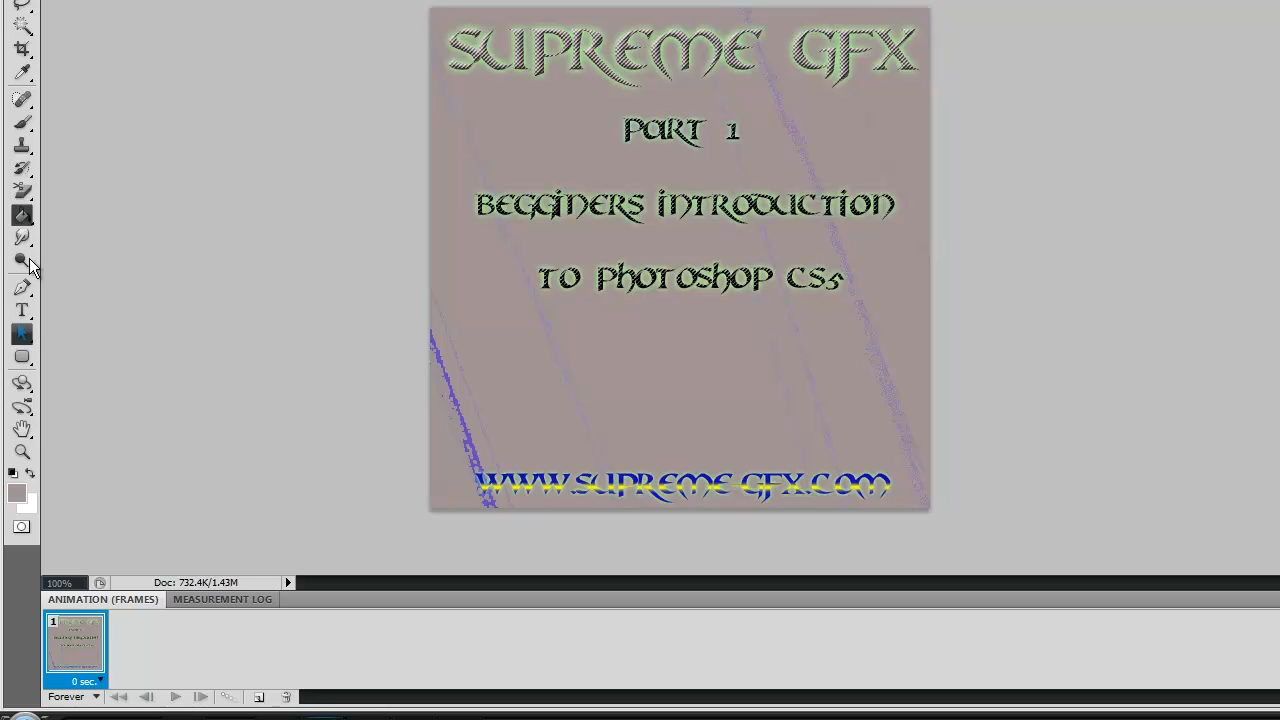 SUPREME GFX
PART 1
BEGGINERS INTRODUCTION
TO PHOTOSHOP CS5
WWW.SUPREME-GFX.COM
100%
Doc: 732.4K/1.43M
ANIMATION (FRAMES)
MEASUREMENT LOG
1
0 sec.
Forever